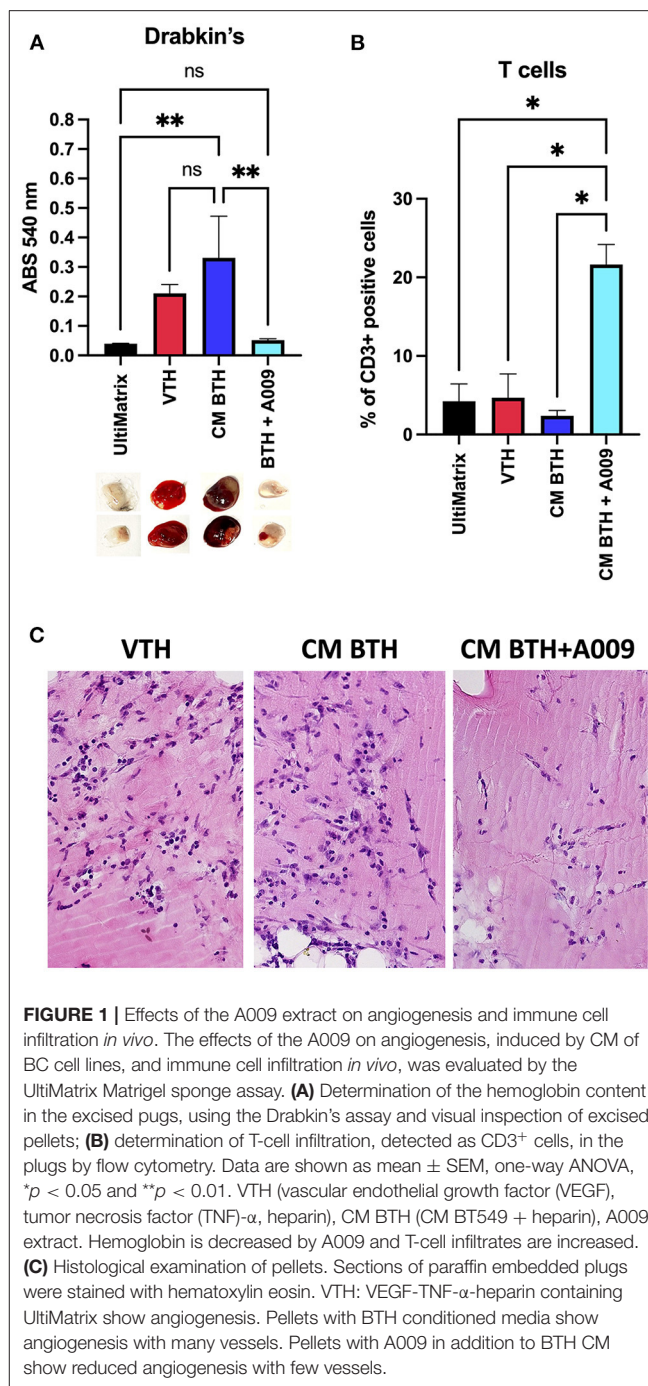 A
Drabkin's
ns
**
ns
**
0.8
0.7
0.6
0.5
0.4
0.3
0.2
0.1
0.0
ABS 540 nm
UltiMatrix
VTH
CM BTH
BTH + A009
B
T cells
*
*
*
30
20
10
0
% of CD3+ positive cells
UltiMatrix
VTH
CM BTH
CM BTH + A009
C
VTH
CM BTH
CM BTH+A009
FIGURE 1 | Effects of the A009 extract on angiogenesis and immune cell
infiltration in vivo. The effects of the A009 on angiogenesis, induced by CM of
BC cell lines, and immune cell infiltration in vivo, was evaluated by the
UltiMatrix Matrigel sponge assay. (A) Determination of the hemoglobin content
in the excised pugs, using the Drabkin's assay and visual inspection of excised
pellets; (B) determination of T-cell infiltration, detected as CD3+ cells, in the
plugs by flow cytometry. Data are shown as mean ± SEM, one-way ANOVA,
*p < 0.05 and **p < 0.01. VTH (vascular endothelial growth factor (VEGF),
tumor necrosis factor (TNF)-α, heparin), CM BTH (CM BT549 + heparin), A009
extract. Hemoglobin is decreased by A009 and T-cell infiltrates are increased.
(C) Histological examination of pellets. Sections of paraffin embedded plugs
were stained with hematoxylin eosin. VTH: VEGF-TNF-α-heparin containing
UltiMatrix show angiogenesis. Pellets with BTH conditioned media show
angiogenesis with many vessels. Pellets with A009 in addition to BTH CM
show reduced angiogenesis with few vessels.